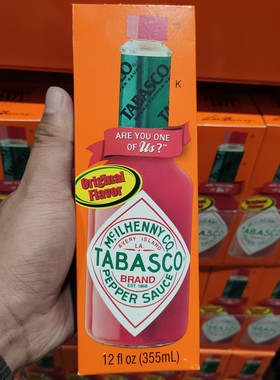 TABASCO
K
ARE YOU ONE
OF Us?™
Original
Flavor
McILHENNY CO.
AVERY ISLAND
LA.
TABASCO
BRAND
EST. 1868
PEPPER SAUCE
12 fl oz (355mL)